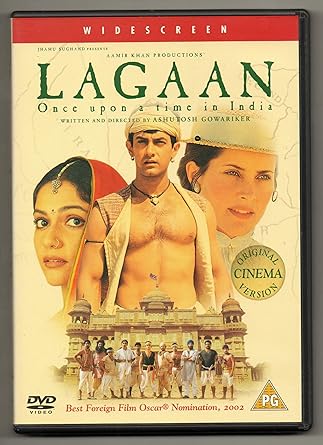 WIDESCREEN
JHAMU SUGHAND PRESENTS
AAMIR KHAN PRODUCTIONS'
LAGAAN
Once upon a time in India
WRITTEN AND DIRECTED BY ASHUTOSH GOWARIKER
ORIGINAL
CINEMA
VERSION
DVD
VIDEO
PG
Best Foreign Film Oscar® Nomination, 2002